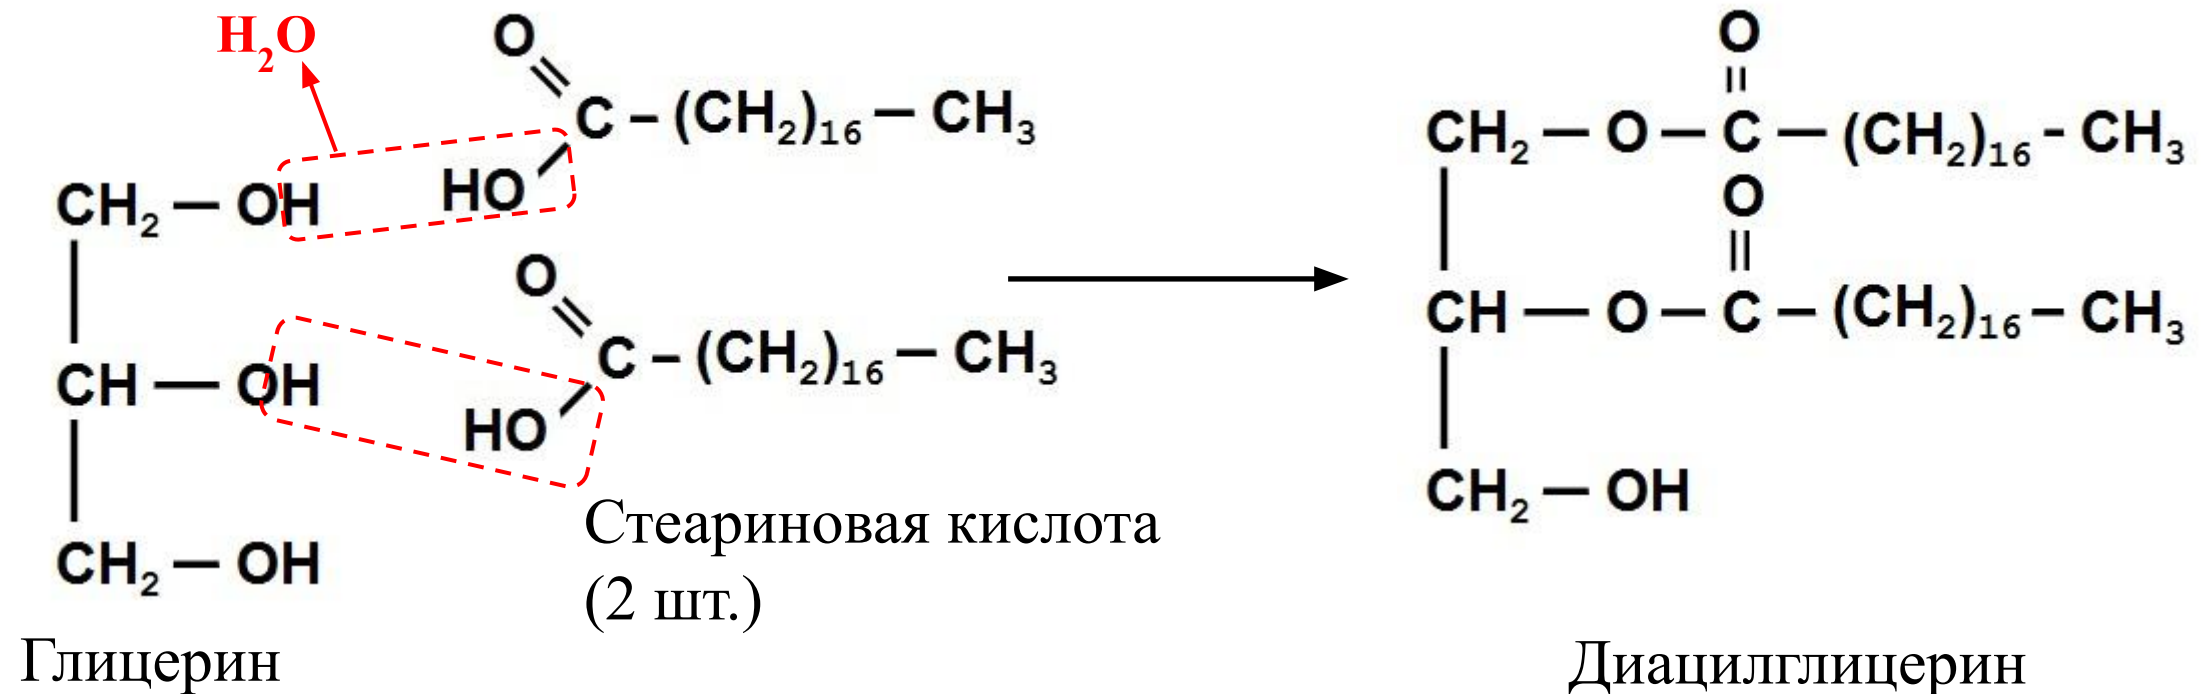 H₂O
O
C – (CH₂)₁₆ – CH₃
HO
CH₂ – OH
O
C – (CH₂)₁₆ – CH₃
HO
CH – OH
CH₂ – OH
Стеариновая кислота
(2 шт.)
Глицерин
O
CH₂ – O – C – (CH₂)₁₆ - CH₃
O
CH – O – C – (CH₂)₁₆ – CH₃
CH₂ – OH
Диацилглицерин